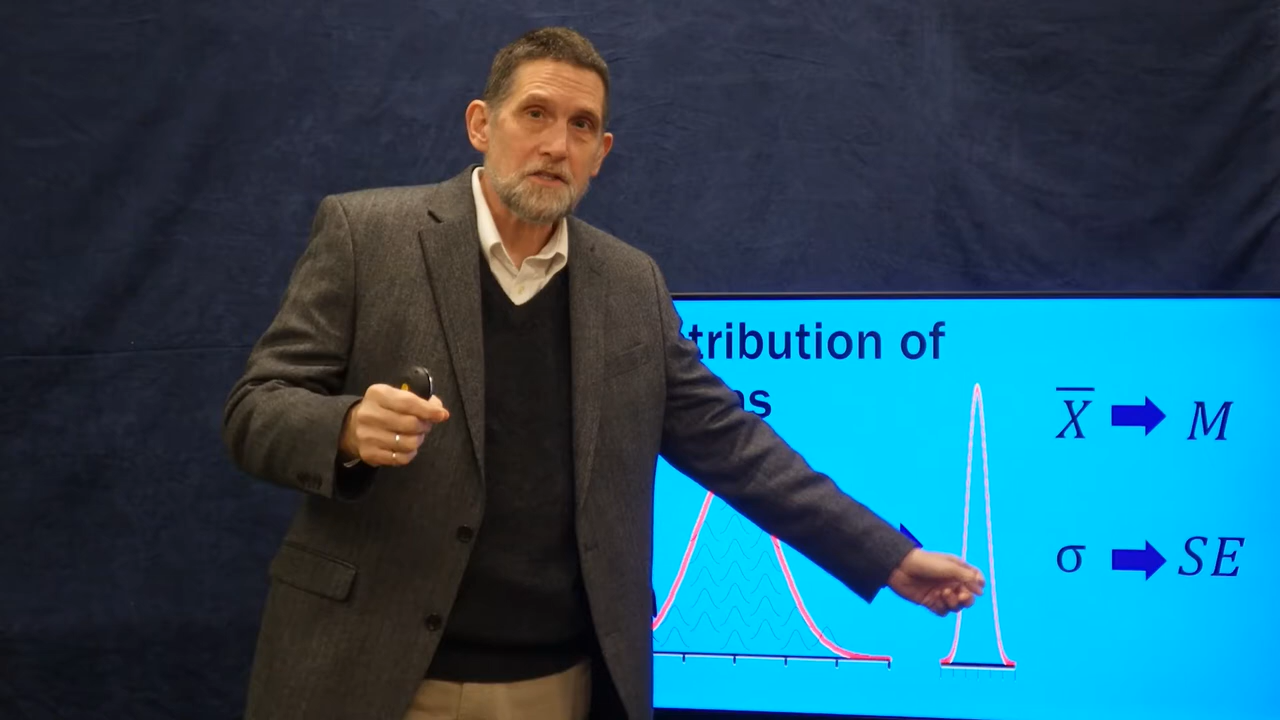 tribution of
X̅ M
σ SE